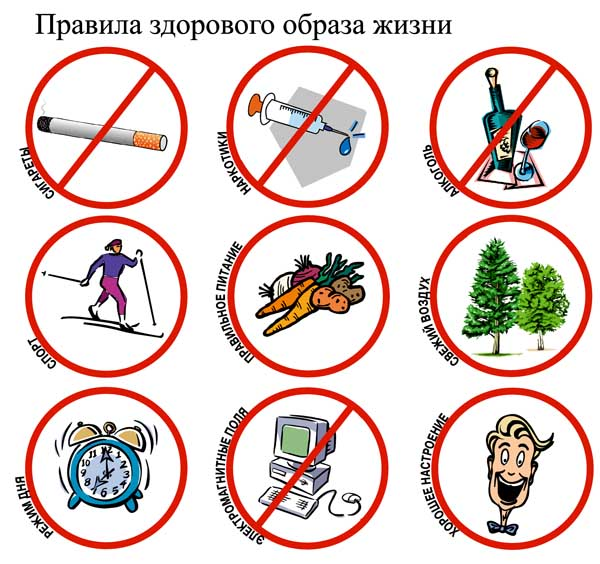 Правила здорового образа жизни
СИГАРЕТЫ
НАРКОТИКИ
АЛКОГОЛЬ
СПОРТ
ПРАВИЛЬНОЕ ПИТАНИЕ
СВЕЖИЙ ВОЗДУХ
РЕЖИМ ДНЯ
ЭЛЕКТРОМАГНИТНЫЕ ПОЛЯ
ХОРОШЕЕ НАСТРОЕНИЕ